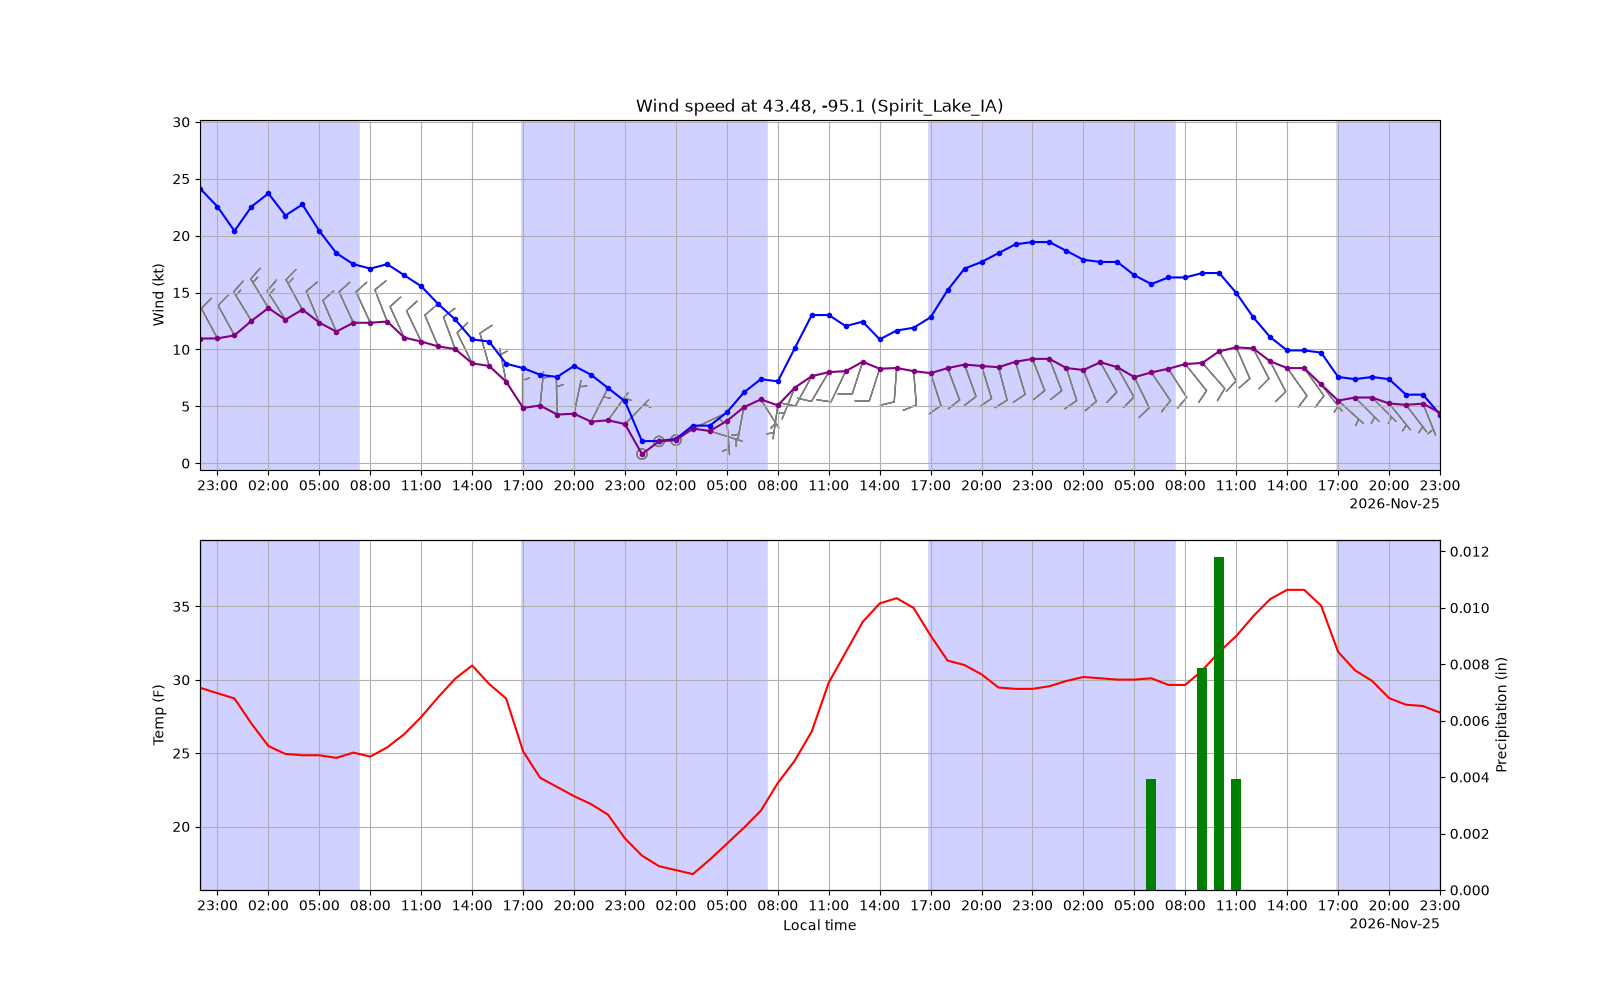 Wind speed at 43.48, -95.1 (Spirit_Lake_IA)
30
25
20
15
10
5
0
Wind (kt)
23:00 02:00 05:00 08:00 11:00 14:00 17:00 20:00 23:00 02:00 05:00 08:00 11:00 14:00 17:00 20:00 23:00 02:00 05:00 08:00 11:00 14:00 17:00 20:00 23:00
2026-Nov-25
35
30
25
20
Temp (F)
0.012
0.010
0.008
0.006
0.004
0.002
0.000
Precipitation (in)
23:00 02:00 05:00 08:00 11:00 14:00 17:00 20:00 23:00 02:00 05:00 08:00 11:00 14:00 17:00 20:00 23:00 02:00 05:00 08:00 11:00 14:00 17:00 20:00 23:00
Local time
2026-Nov-25